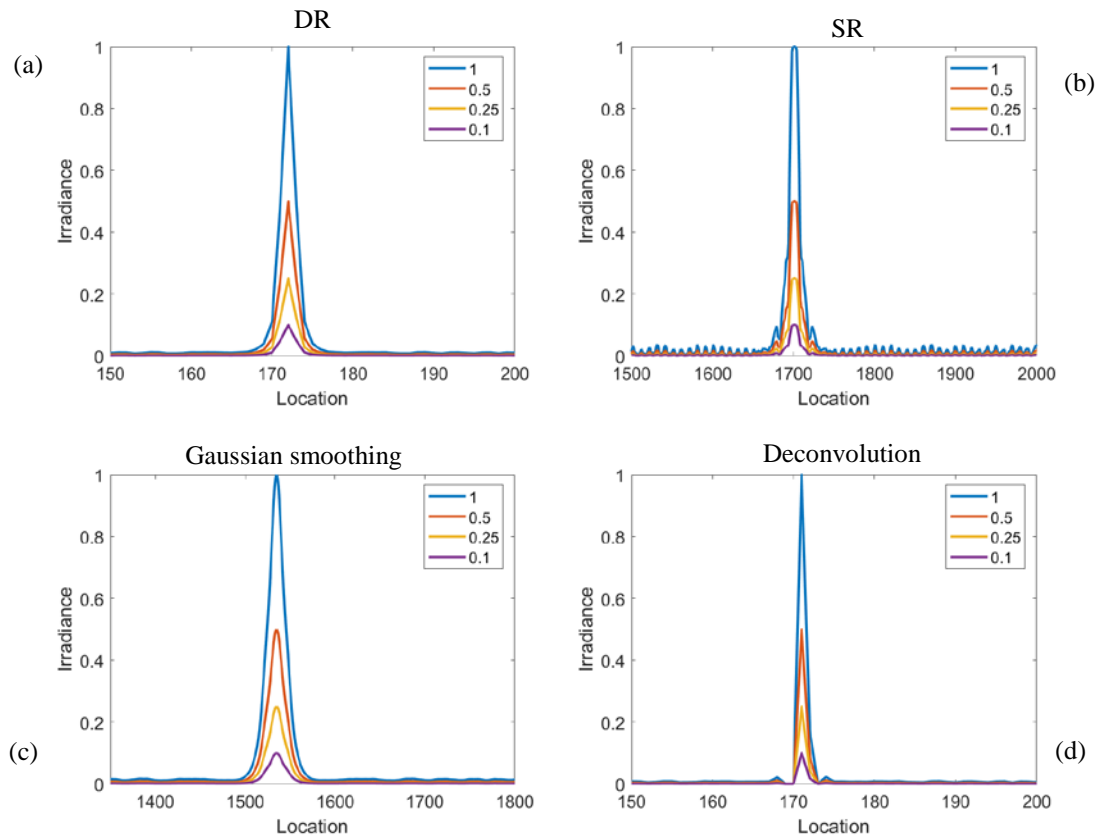 DR
(a)
Irradiance
1
0.8
0.6
0.4
0.2
0
150 160 170 180 190 200
Location
1
0.5
0.25
0.1
SR
(b)
Irradiance
1
0.8
0.6
0.4
0.2
0
1500 1600 1700 1800 1900 2000
Location
1
0.5
0.25
0.1
Gaussian smoothing
(c)
Irradiance
1
0.8
0.6
0.4
0.2
0
1400 1500 1600 1700 1800
Location
1
0.5
0.25
0.1
Deconvolution
(d)
Irradiance
1
0.8
0.6
0.4
0.2
0
150 160 170 180 190 200
Location
1
0.5
0.25
0.1